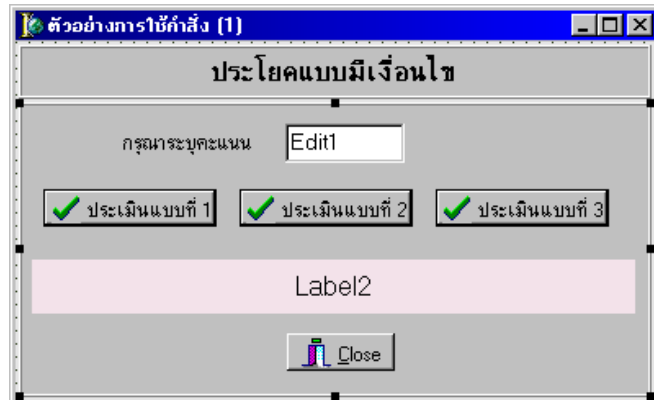 ตัวอย่างการใช้คำสั่ง (1)
ประโยคแบบมีเงื่อนไข
กรุณาระบุคะแนน Edit1
ประเมินแบบที่ 1 ประเมินแบบที่ 2 ประเมินแบบที่ 3
Label2
Close